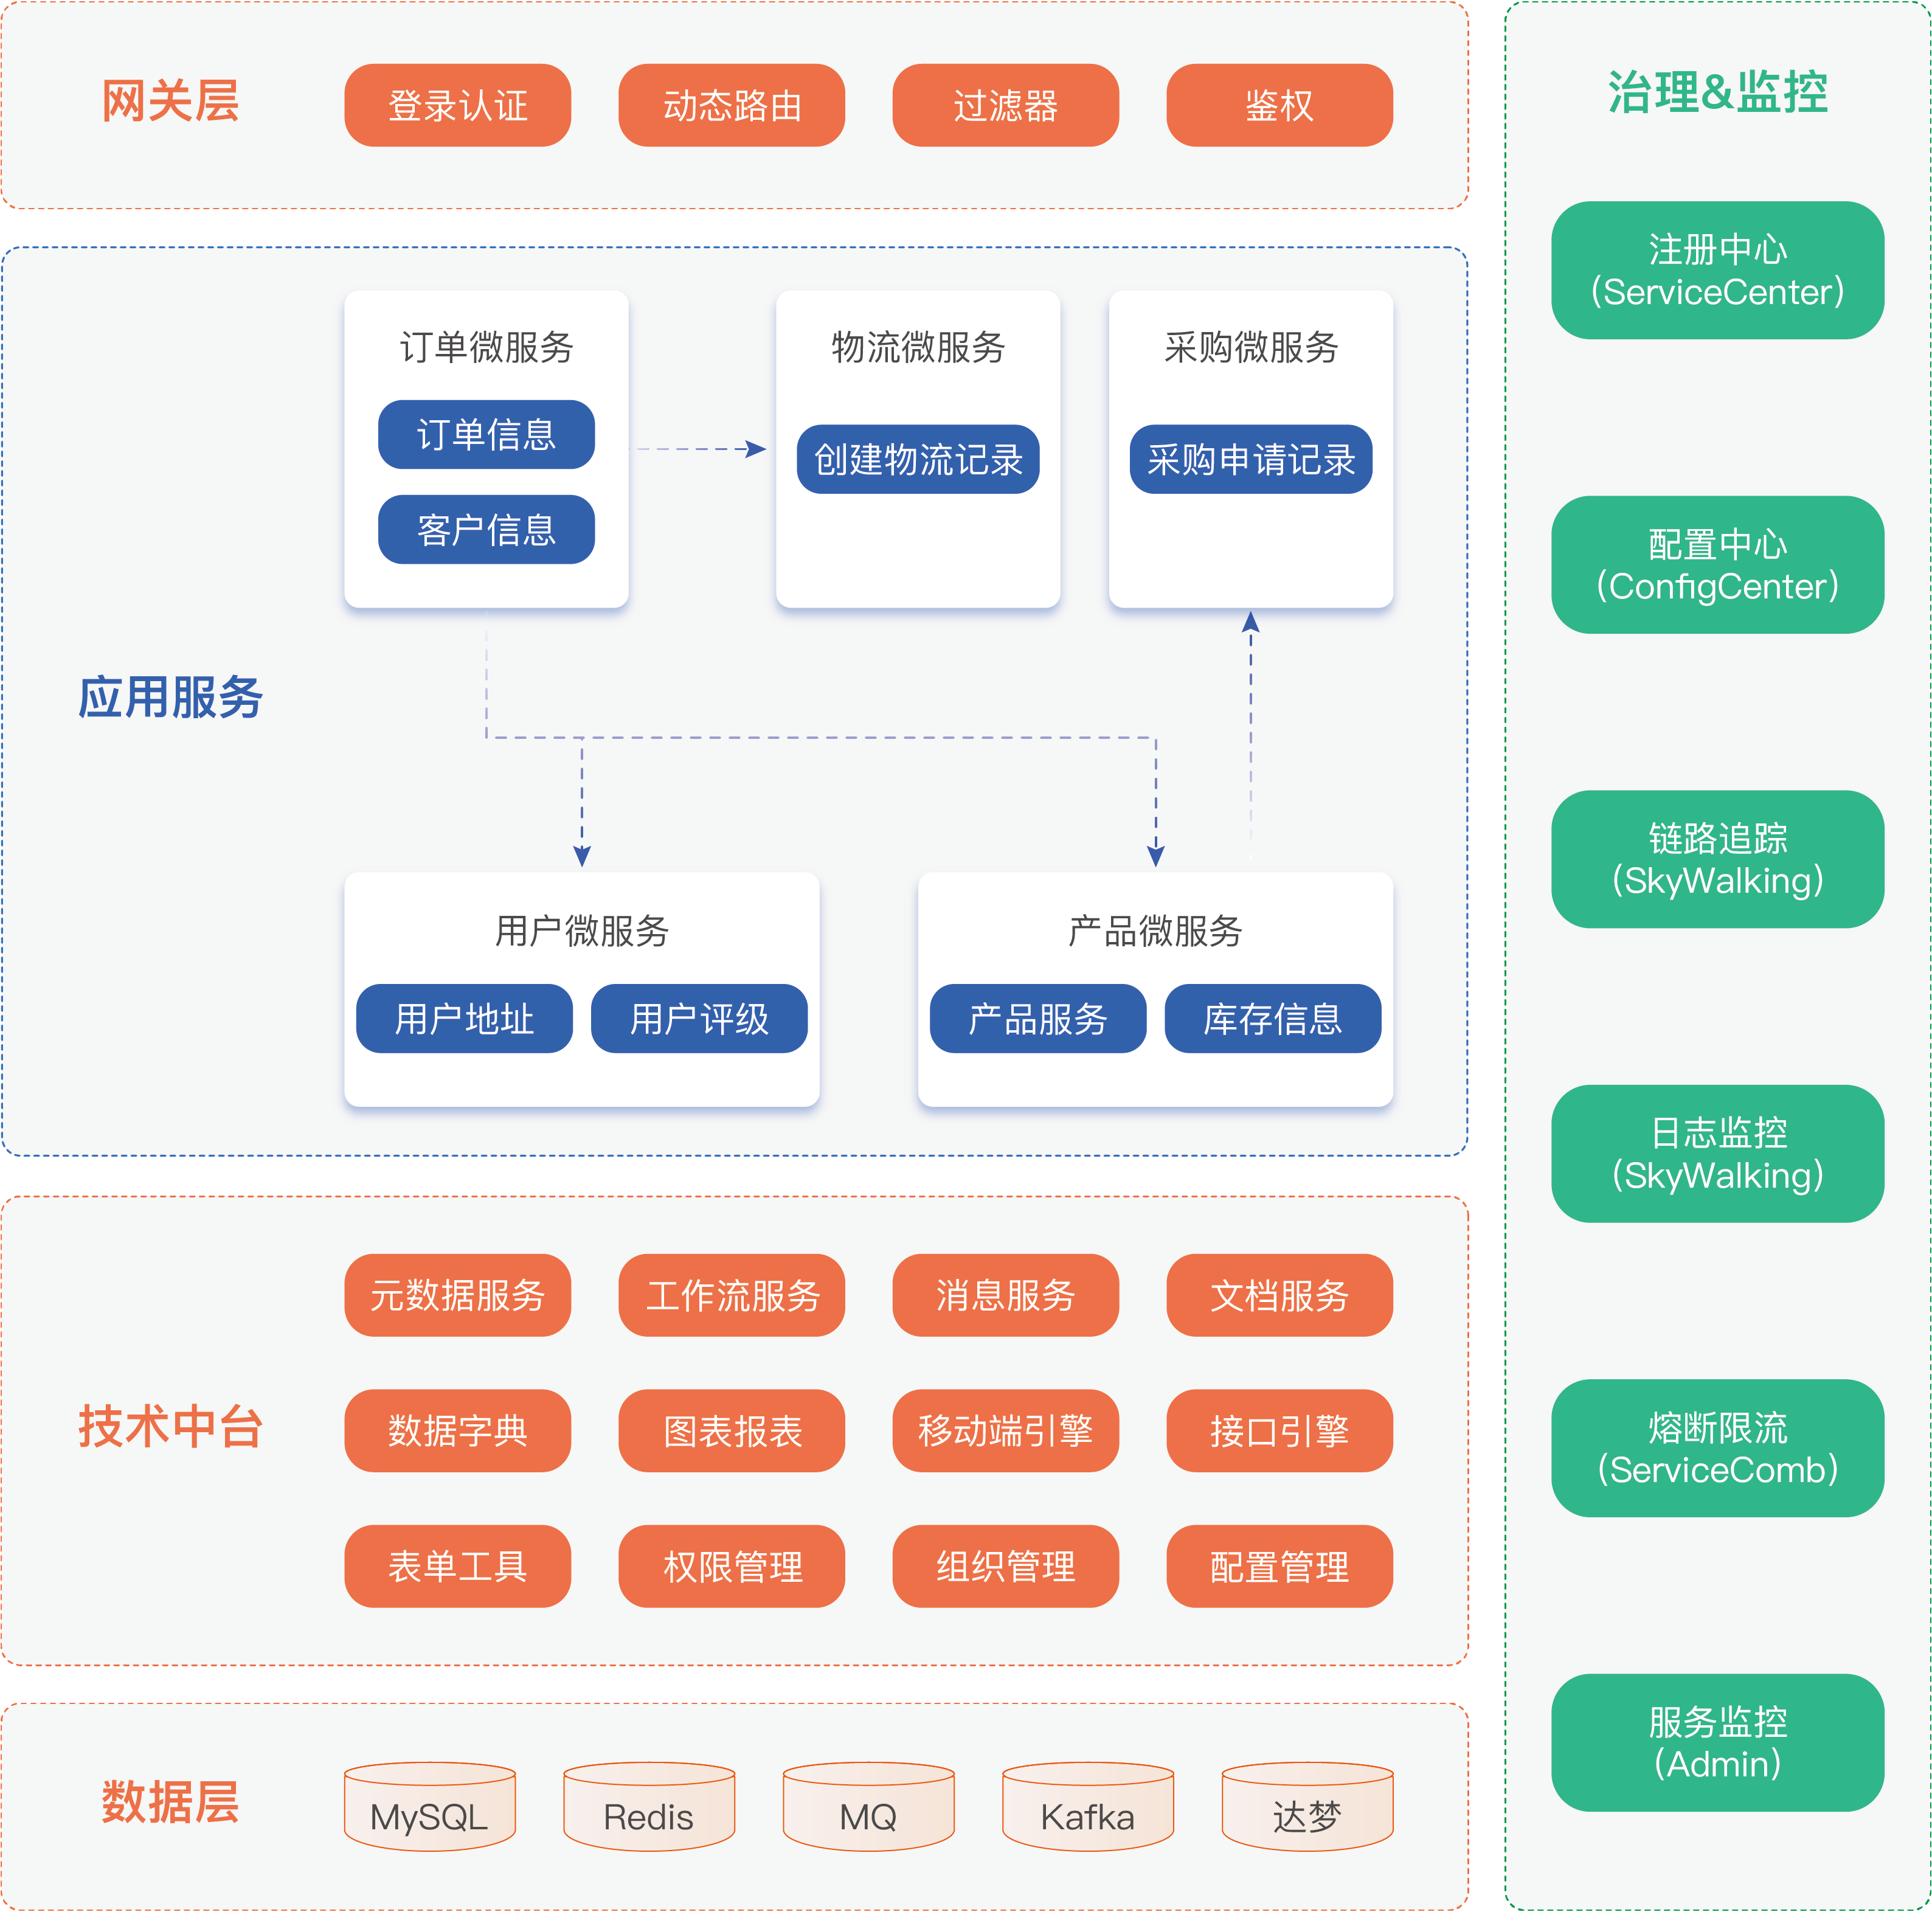 网关层
登录认证
动态路由
过滤器
鉴权
应用服务
订单微服务
订单信息
客户信息
物流微服务
创建物流记录
采购微服务
采购申请记录
用户微服务
用户地址
用户评级
产品微服务
产品服务
库存信息
技术中台
元数据服务
工作流服务
消息服务
文档服务
数据字典
图表报表
移动端引擎
接口引擎
表单工具
权限管理
组织管理
配置管理
数据层
MySQL
Redis
MQ
Kafka
达梦
治理&监控
注册中心
(ServiceCenter)
配置中心
(ConfigCenter)
链路追踪
(SkyWalking)
日志监控
(SkyWalking)
熔断限流
(ServiceComb)
服务监控
(Admin)